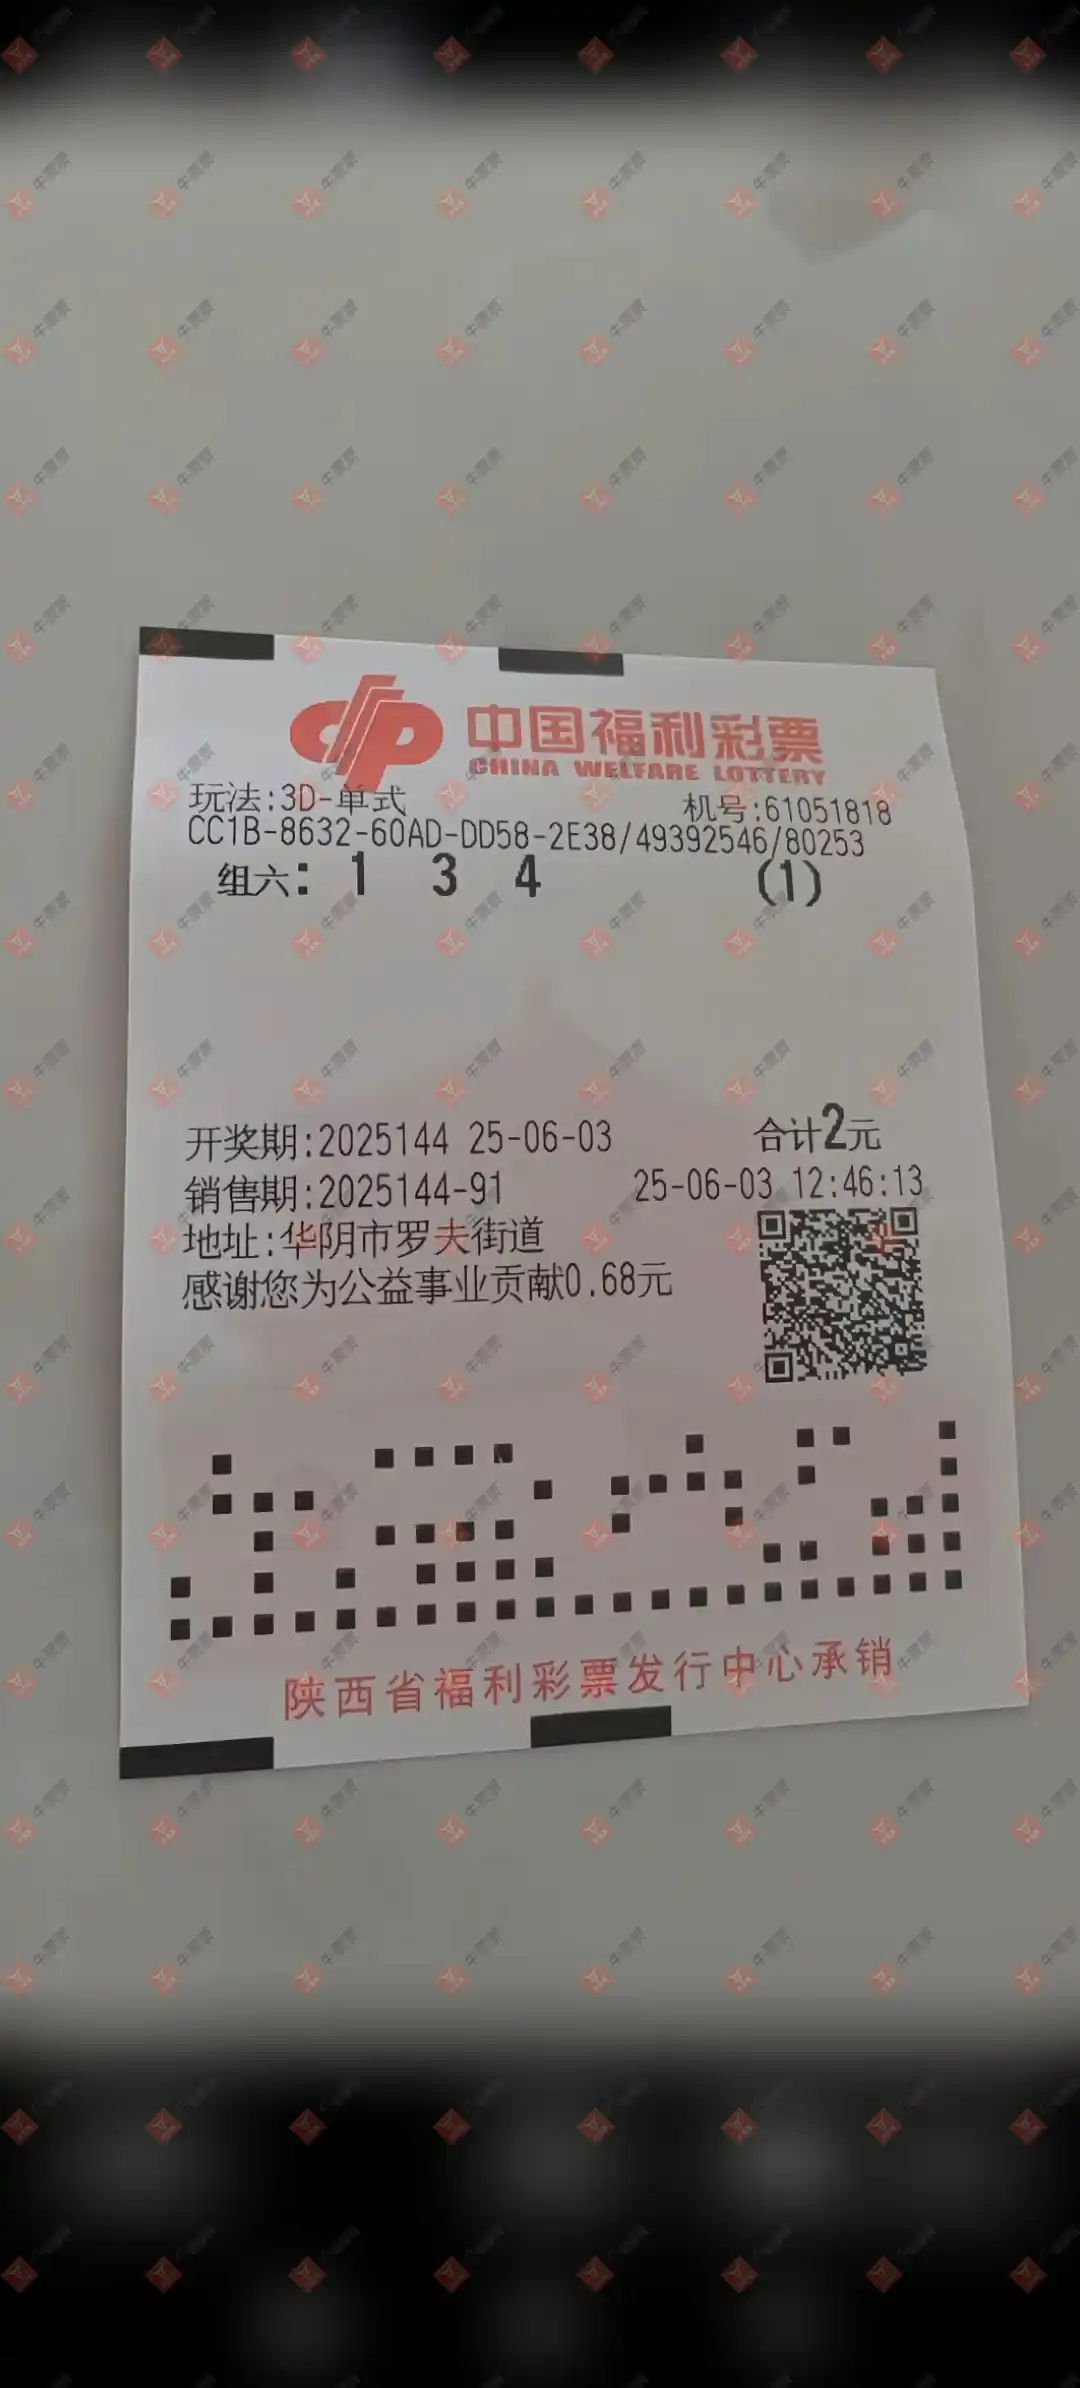 中国福利彩票
CHINA WELFARE LOTTERY
玩法:3D-单式 机号:61051818
CC1B-8632-60AD-DD58-2E38/49392546/80253
组六: 1 3 4 (1)
开奖期:2025144 25-06-03 合计2元
销售期:2025144-91 25-06-03 12:46:13
地址:华阴市罗夫街道
感谢您为公益事业贡献0.68元
陕西省福利彩票发行中心承销